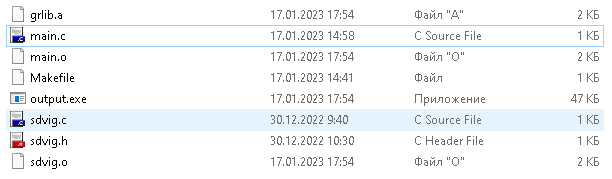 grlib.a 17.01.2023 17:54 Файл "A" 2 КБ
main.c 17.01.2023 14:58 C Source File 1 КБ
main.o 17.01.2023 17:54 Файл "O" 2 КБ
Makefile 17.01.2023 14:41 Файл 1 КБ
output.exe 17.01.2023 17:54 Приложение 47 КБ
sdvig.c 30.12.2022 9:40 C Source File 1 КБ
sdvig.h 30.12.2022 10:30 C Header File 1 КБ
sdvig.o 17.01.2023 17:54 Файл "O" 2 КБ